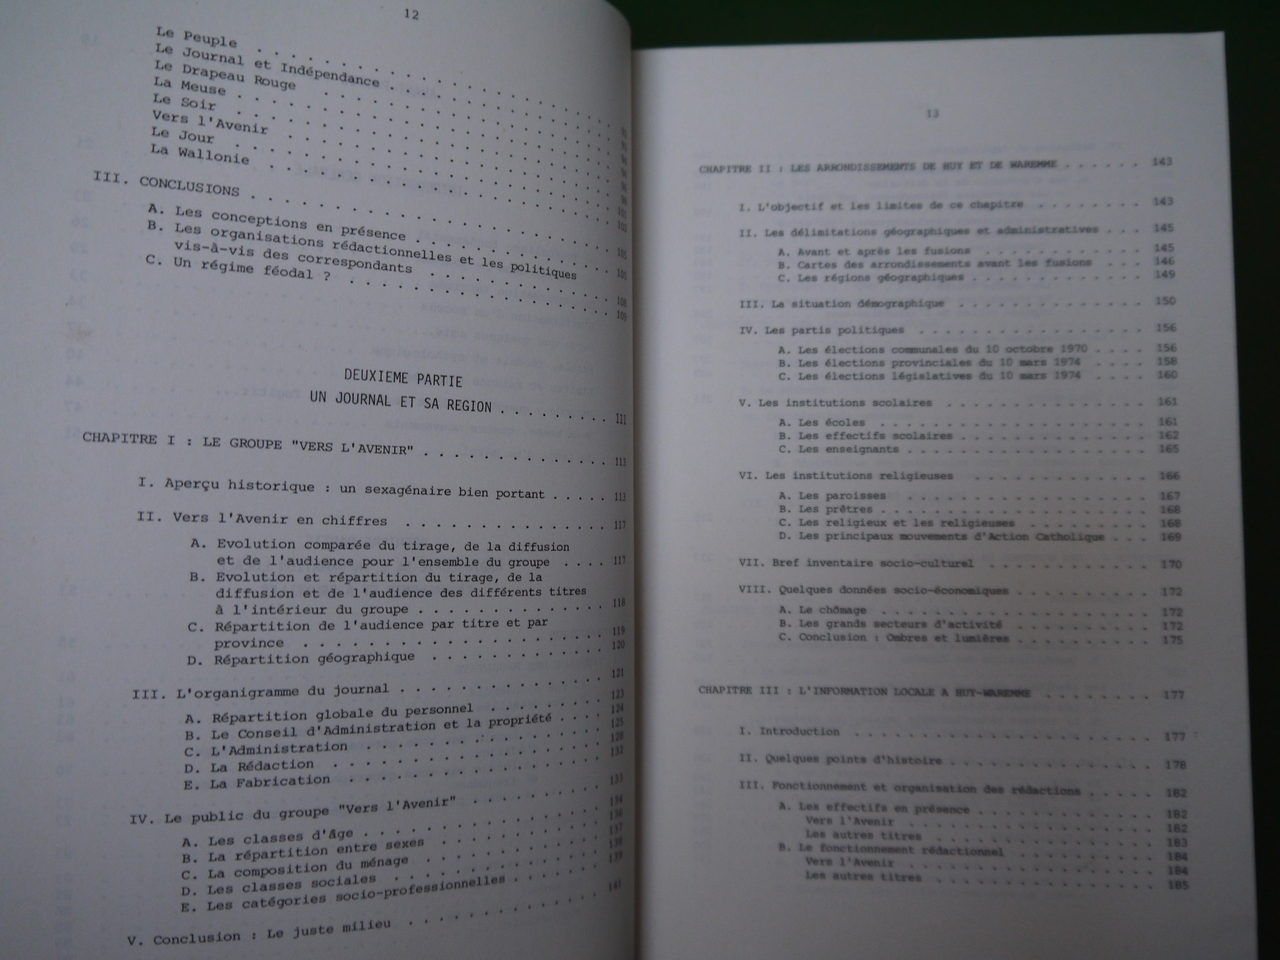 12
Le Peuple . . . . . . . . . . . . . . . . . .
Le Journal et Indépendance . . . . . . . . . .
Le Drapeau Rouge . . . . . . . . . . . . . . .
La Meuse . . . . . . . . . . . . . . . . . . .
Le Soir . . . . . . . . . . . . . . . . . . .
Vers l'Avenir . . . . . . . . . . . . . . . .
Le Jour . . . . . . . . . . . . . . . . . . .
La Wallonie . . . . . . . . . . . . . . . . .
III. CONCLUSIONS . . . . . . . . . . . . . . .
A. Les conceptions en présence . . . . . . . .
B. Les organisations rédactionnelles et les politiques
vis-à-vis des correspondants . . . . . . . . .
C. Un régime féodal ? . . . . . . . . . . . . 109
DEUXIEME PARTIE
UN JOURNAL ET SA REGION . . . . . . . . . 111
CHAPITRE I : LE GROUPE "VERS L'AVENIR" . . . . . . . . . . . . 113
I. Aperçu historique : un sexagénaire bien portant . . . . . 113
II. Vers l'Avenir en chiffres . . . . . . . . . . . . . . 117
A. Evolution comparée du tirage, de la diffusion
et de l'audience pour l'ensemble du groupe . . . . 117
B. Evolution et répartition du tirage, de la
diffusion et de l'audience des différents titres
à l'intérieur du groupe . . . . . . . . . . . . . 118
C. Répartition de l'audience par titre et par
province . . . . . . . . . . . . . . . . . . . . 119
D. Répartition géographique . . . . . . . . . . . . 120
III. L'organigramme du journal . . . . . . . . . . . . . . 121
A. Répartition globale du personnel . . . . . . . . 123
B. Le Conseil d'Administration et la propriété . . . . 124
C. L'Administration . . . . . . . . . . . . . . . . 125
D. La Rédaction . . . . . . . . . . . . . . . . . .
E. La Fabrication . . . . . . . . . . . . . . . . . 132
IV. Le public du groupe "Vers l'Avenir" . . . . . . . . . 133
A. Les classes d'âge . . . . . . . . . . . . . . . 134
B. La répartition entre sexes . . . . . . . . . . . 136
C. La composition du ménage . . . . . . . . . . . . 137
D. Les classes sociales . . . . . . . . . . . . . . 138
E. Les catégories socio-professionnelles . . . . . . 139
V. Conclusion : Le juste milieu . . . . . . . . . . . . . 141
13
CHAPITRE II : LES ARRONDISSEMENTS DE HUY ET DE WAREMME . . . . . . 143
I. L'objectif et les limites de ce chapitre . . . . . . . . 143
II. Les délimitations géographiques et administratives . . . 145
A. Avant et après les fusions . . . . . . . . . . . . 145
B. Cartes des arrondissements avant les fusions . . . 146
C. Les régions géographiques . . . . . . . . . . . . . 149
III. La situation démographique . . . . . . . . . . . . . . 150
IV. Les partis politiques . . . . . . . . . . . . . . . . . 156
A. Les élections communales du 10 octobre 1970 . . . . 156
B. Les élections provinciales du 10 mars 1974 . . . . 158
C. Les élections législatives du 10 mars 1974 . . . . 160
V. Les institutions scolaires . . . . . . . . . . . . . . . 161
A. Les écoles . . . . . . . . . . . . . . . . . . . . 161
B. Les effectifs scolaires . . . . . . . . . . . . . . 162
C. Les enseignants . . . . . . . . . . . . . . . . . . 165
VI. Les institutions religieuses . . . . . . . . . . . . . 166
A. Les paroisses . . . . . . . . . . . . . . . . . . . 167
B. Les prêtres . . . . . . . . . . . . . . . . . . . . 168
C. Les religieux et les religieuses . . . . . . . . . 168
D. Les principaux mouvements d'Action Catholique . . . 169
VII. Bref inventaire socio-culturel . . . . . . . . . . . . 170
VIII. Quelques données socio-économiques . . . . . . . . . . 172
A. Le chômage . . . . . . . . . . . . . . . . . . . . 172
B. Les grands secteurs d'activité . . . . . . . . . . 172
C. Conclusion : Ombres et lumières . . . . . . . . . . 175
CHAPITRE III : L'INFORMATION LOCALE A HUY-WAREMME . . . . . . . . 177
I. Introduction . . . . . . . . . . . . . . . . . . . . . . 177
II. Quelques points d'histoire . . . . . . . . . . . . . . . 178
III. Fonctionnement et organisation des rédactions . . . . . 182
A. Les effectifs en présence . . . . . . . . . . . . . 182
Vers l'Avenir . . . . . . . . . . . . . . . . . . 182
Les autres titres . . . . . . . . . . . . . . . . 183
B. Le fonctionnement rédactionnel . . . . . . . . . . 184
Vers l'Avenir . . . . . . . . . . . . . . . . . . 184
Les autres titres . . . . . . . . . . . . . . . . 185